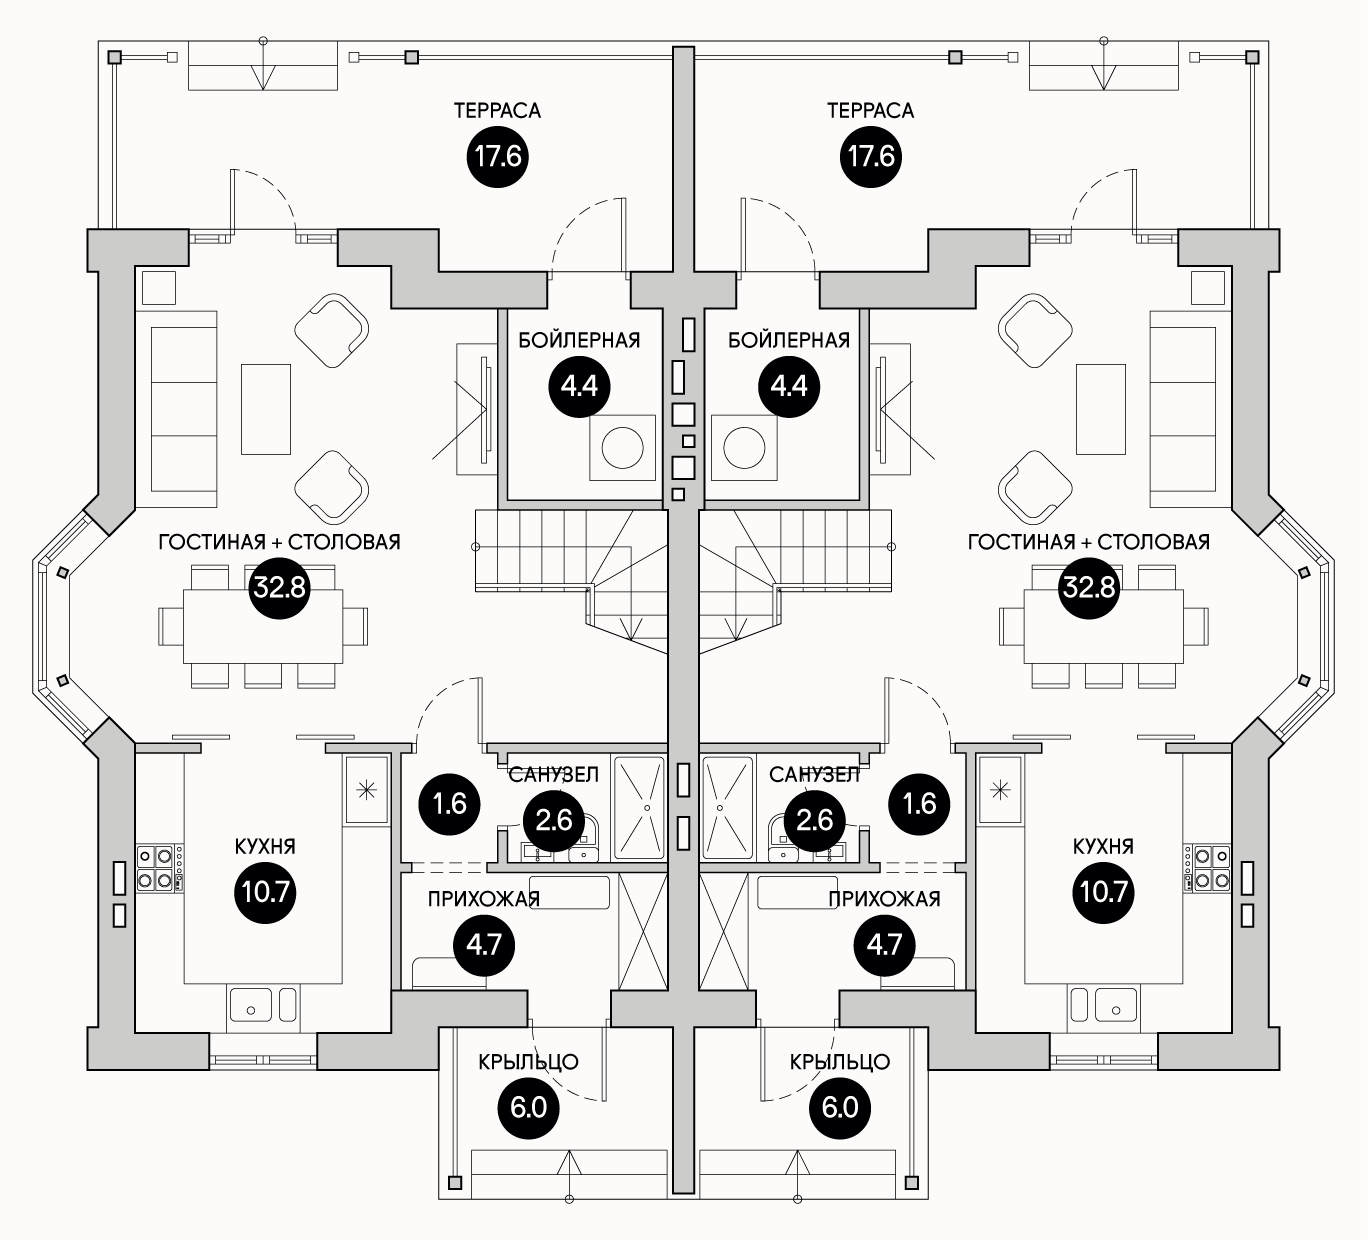 ТЕРРАСА
17.6
ТЕРРАСА
17.6
БОЙЛЕРНАЯ
4.4
БОЙЛЕРНАЯ
4.4
ГОСТИНАЯ + СТОЛОВАЯ
32.8
ГОСТИНАЯ + СТОЛОВАЯ
32.8
САНУЗЕЛ
2.6
1.6
САНУЗЕЛ
2.6
1.6
КУХНЯ
10.7
КУХНЯ
10.7
ПРИХОЖАЯ
4.7
ПРИХОЖАЯ
4.7
КРЫЛЬЦО
6.0
КРЫЛЬЦО
6.0